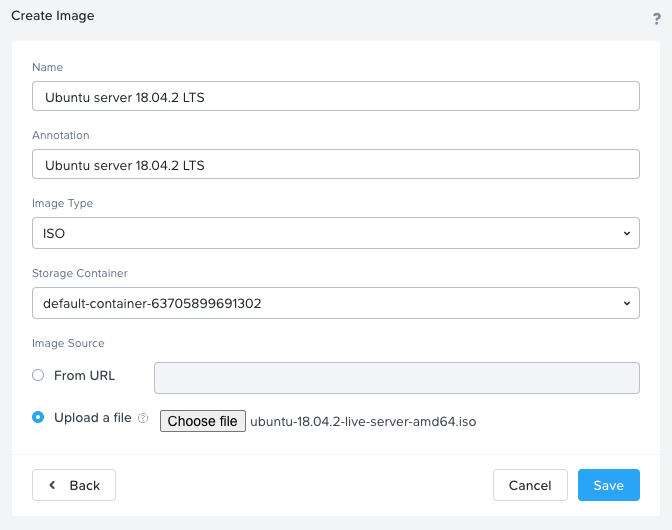 Create Image
?
Name
Ubuntu server 18.04.2 LTS
Annotation
Ubuntu server 18.04.2 LTS
Image Type
ISO
Storage Container
default-container-63705899691302
Image Source
From URL
Upload a file ? Choose file ubuntu-18.04.2-live-server-amd64.iso
Back Cancel Save